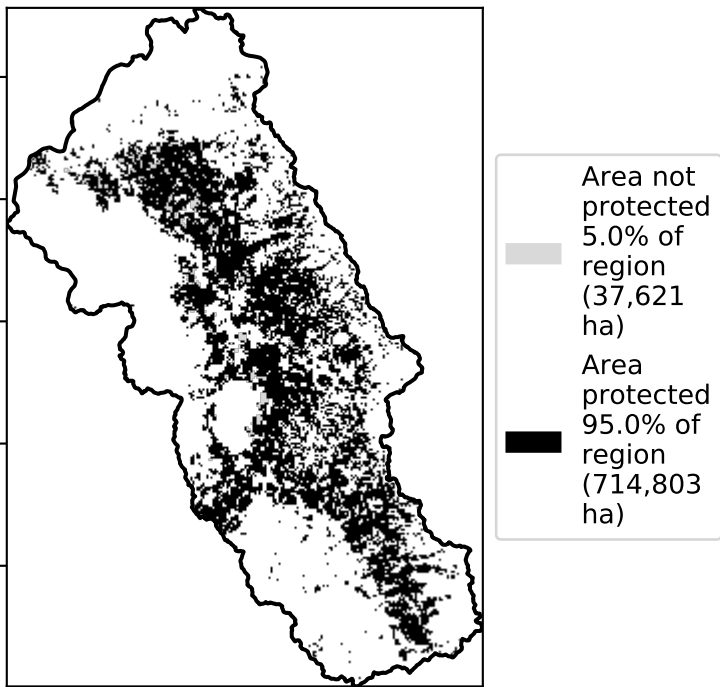 Area not
protected
5.0% of
region
(37,621
ha)
Area
protected
95.0% of
region
(714,803
ha)